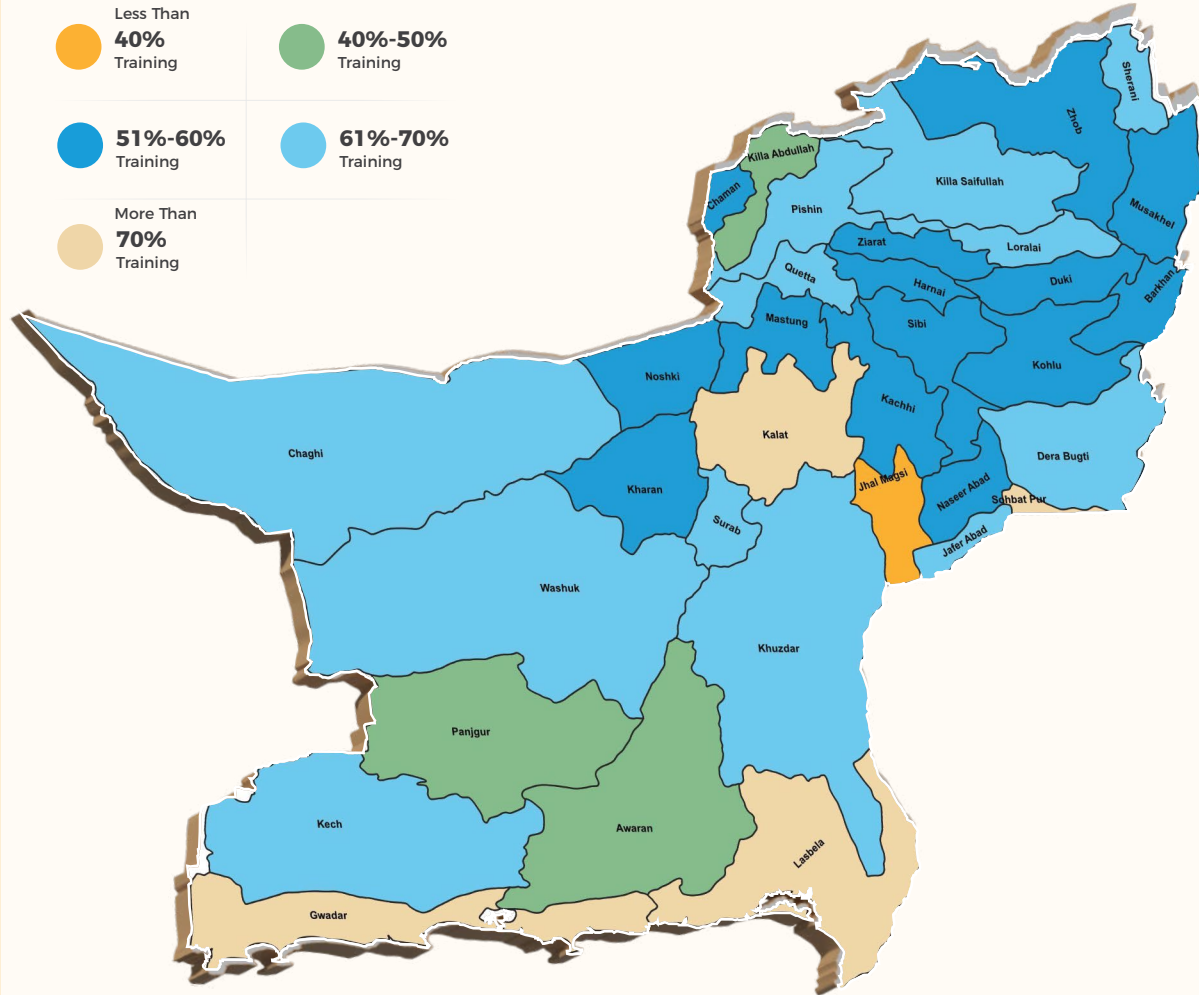 Less Than
40%
Training
40%-50%
Training
51%-60%
Training
61%-70%
Training
More Than
70%
Training
Sherani
Zhob
Killa Abdullah
Killa Saifullah
Chaman
Pishin
Musakhel
Ziarat
Loralai
Quetta
Harnai
Duki
Barkhan
Mastung
Sibi
Noshki
Kohlu
Kachhi
Kalat
Chaghi
Dera Bugti
Jhal Magsi
Kharan
Naseer Abad
Sohbat Pur
Surab
Jafer Abad
Washuk
Khuzdar
Panjgur
Kech
Awaran
Lasbela
Gwadar